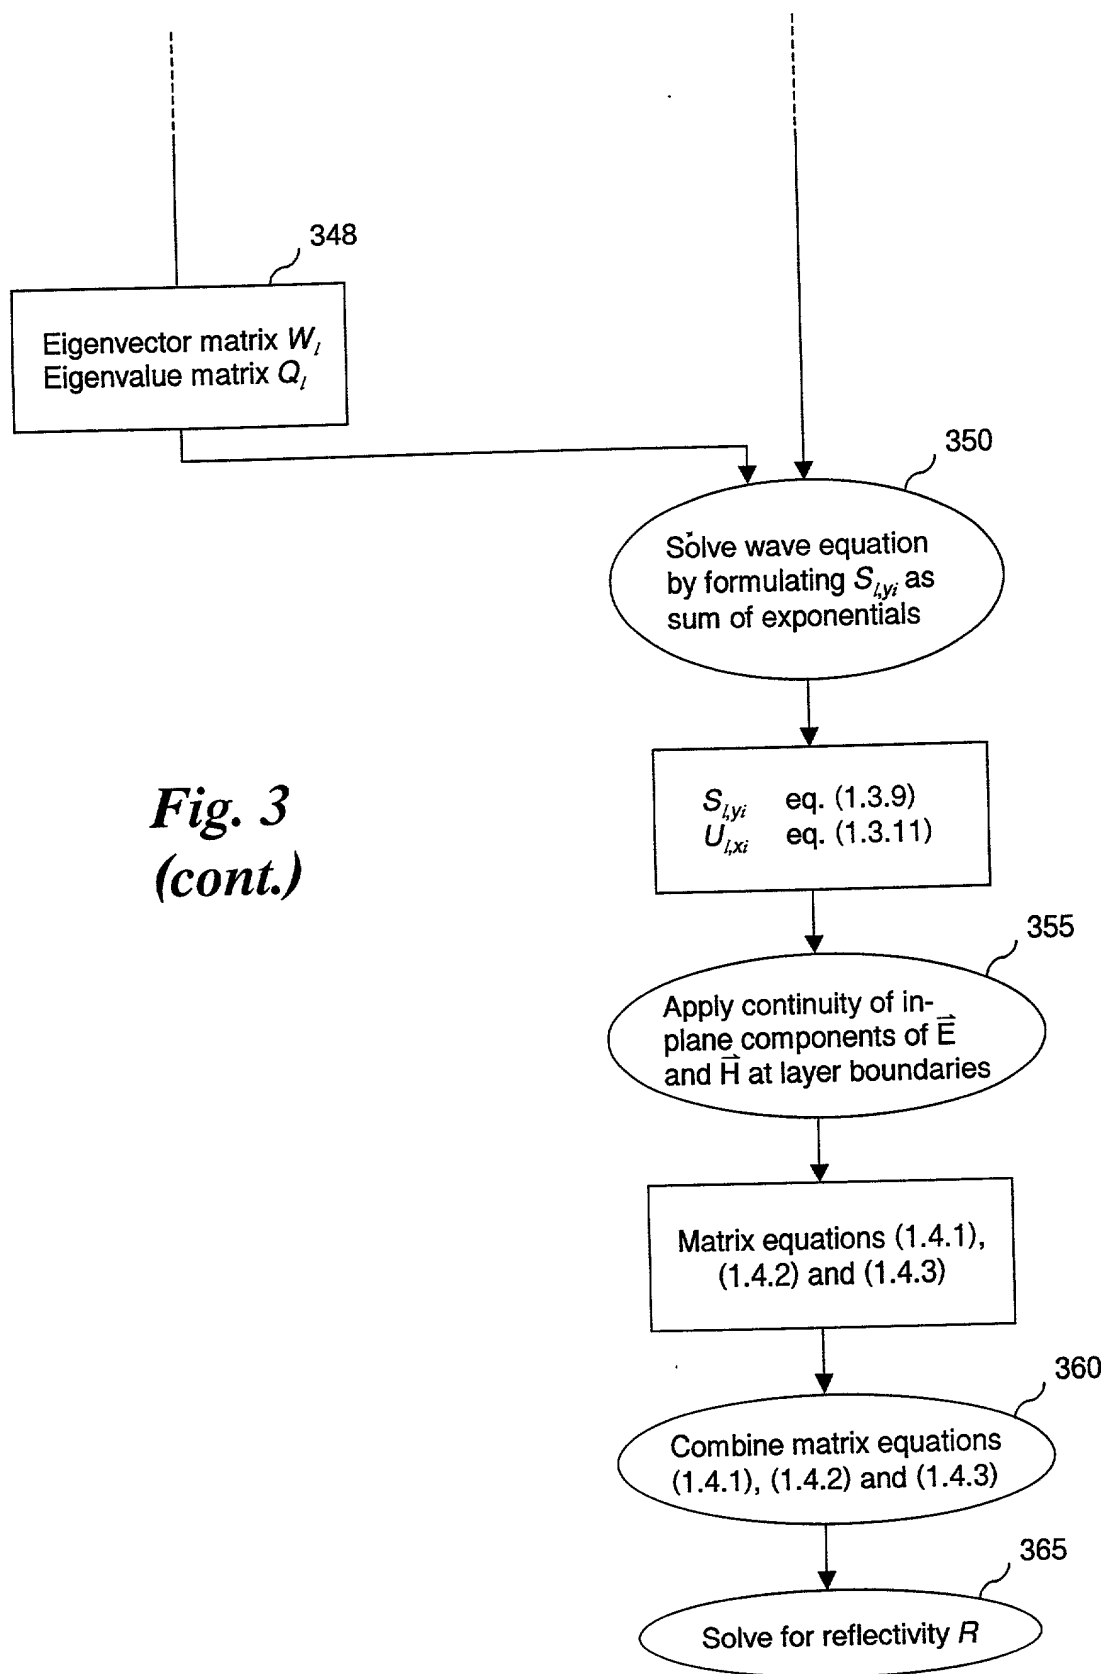 348
Eigenvector matrix W_l
Eigenvalue matrix Q_l
350
Solve wave equation
by formulating S_l,yi as
sum of exponentials
S_l,yi eq. (1.3.9)
U_l,xi eq. (1.3.11)
Fig. 3
(cont.)
355
Apply continuity of in-
plane components of E⃗
and H⃗ at layer boundaries
Matrix equations (1.4.1),
(1.4.2) and (1.4.3)
360
Combine matrix equations
(1.4.1), (1.4.2) and (1.4.3)
365
Solve for reflectivity R